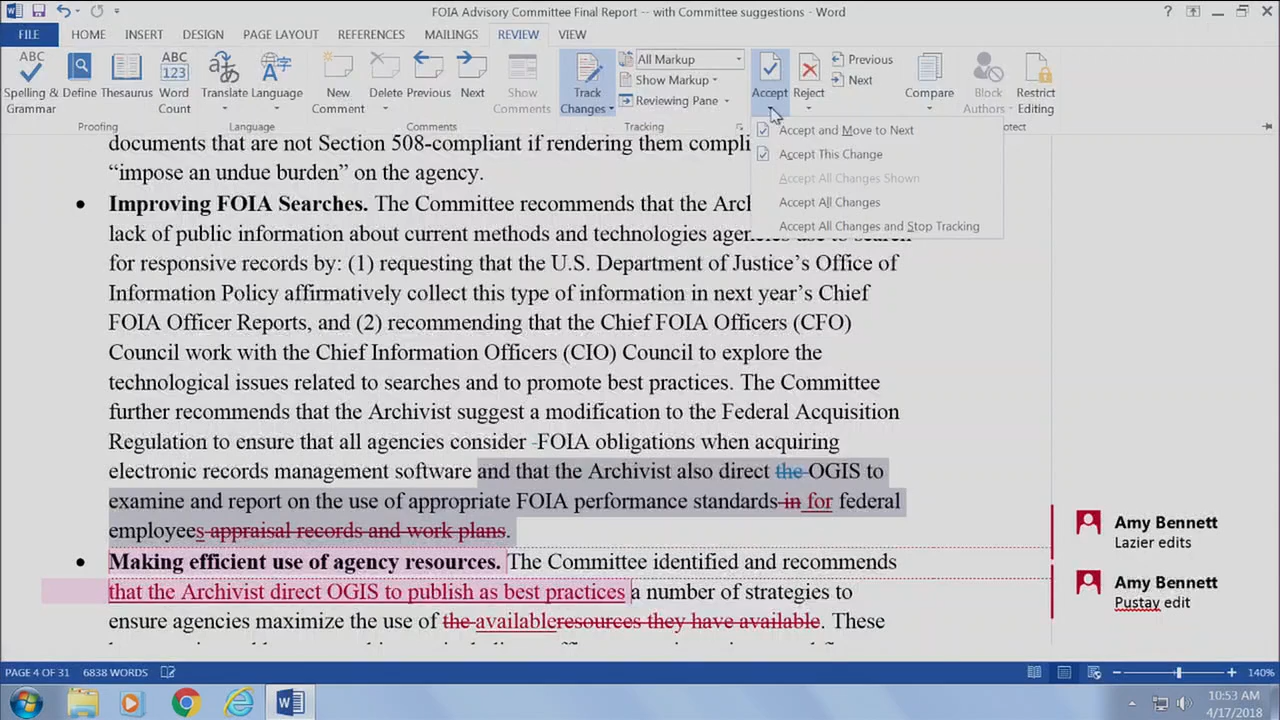 FOIA Advisory Committee Final Report -- with Committee suggestions - Word
FILE HOME INSERT DESIGN PAGE LAYOUT REFERENCES MAILINGS REVIEW VIEW
ABC
Spelling & Grammar
Define
Thesaurus
ABC
123
Word Count
Proofing
Translate
Language
Language
New Comment
Delete
Previous
Next
Show Comments
Comments
Track Changes
All Markup
Show Markup
Reviewing Pane
Tracking
Accept
Reject
Previous
Next
Compare
Block Authors
Restrict Editing
Accept and Move to Next
Accept This Change
Accept All Changes Shown
Accept All Changes
Accept All Changes and Stop Tracking
documents that are not Section 508-compliant if rendering them compli
“impose an undue burden” on the agency.
• Improving FOIA Searches. The Committee recommends that the Arch
lack of public information about current methods and technologies agencies use to search
for responsive records by: (1) requesting that the U.S. Department of Justice’s Office of
Information Policy affirmatively collect this type of information in next year’s Chief
FOIA Officer Reports, and (2) recommending that the Chief FOIA Officers (CFO)
Council work with the Chief Information Officers (CIO) Council to explore the
technological issues related to searches and to promote best practices. The Committee
further recommends that the Archivist suggest a modification to the Federal Acquisition
Regulation to ensure that all agencies consider -FOIA obligations when acquiring
electronic records management software and that the Archivist also direct the OGIS to
examine and report on the use of appropriate FOIA performance standards in for federal
employees appraisal records and work plans.
• Making efficient use of agency resources. The Committee identified and recommends
that the Archivist direct OGIS to publish as best practices a number of strategies to
ensure agencies maximize the use of the availableresources they have available. These
Amy Bennett
Lazier edits
Amy Bennett
Pustay edit
PAGE 4 OF 31 6838 WORDS 140%
10:53 AM
4/17/2018